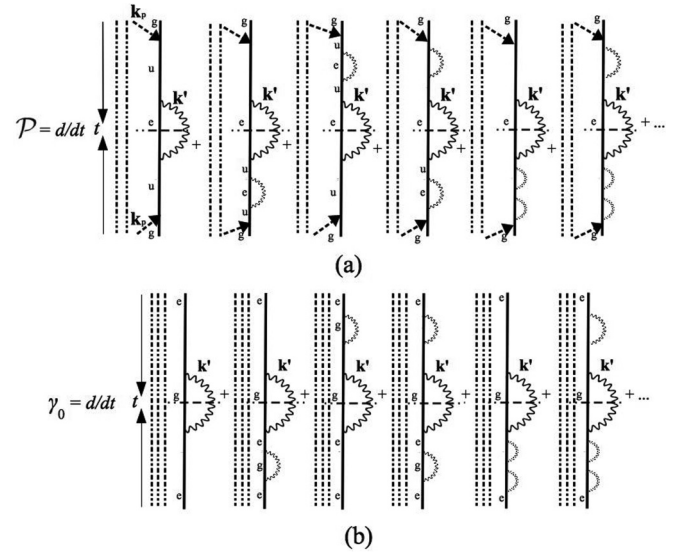 k_p g g g g g g
u
u e
u
k' k' k' k' k' k'
𝒫 = d/dt t e + e + e + e + e + e + ...
u u
u e u e
k_p u u
g g g g g g
(a)
e e e e e e
g
k' k' k' k' k' k'
γ_0 = d/dt t g + g + g + g + g + g + ...
e e e
g g
e e e e e e
(b)